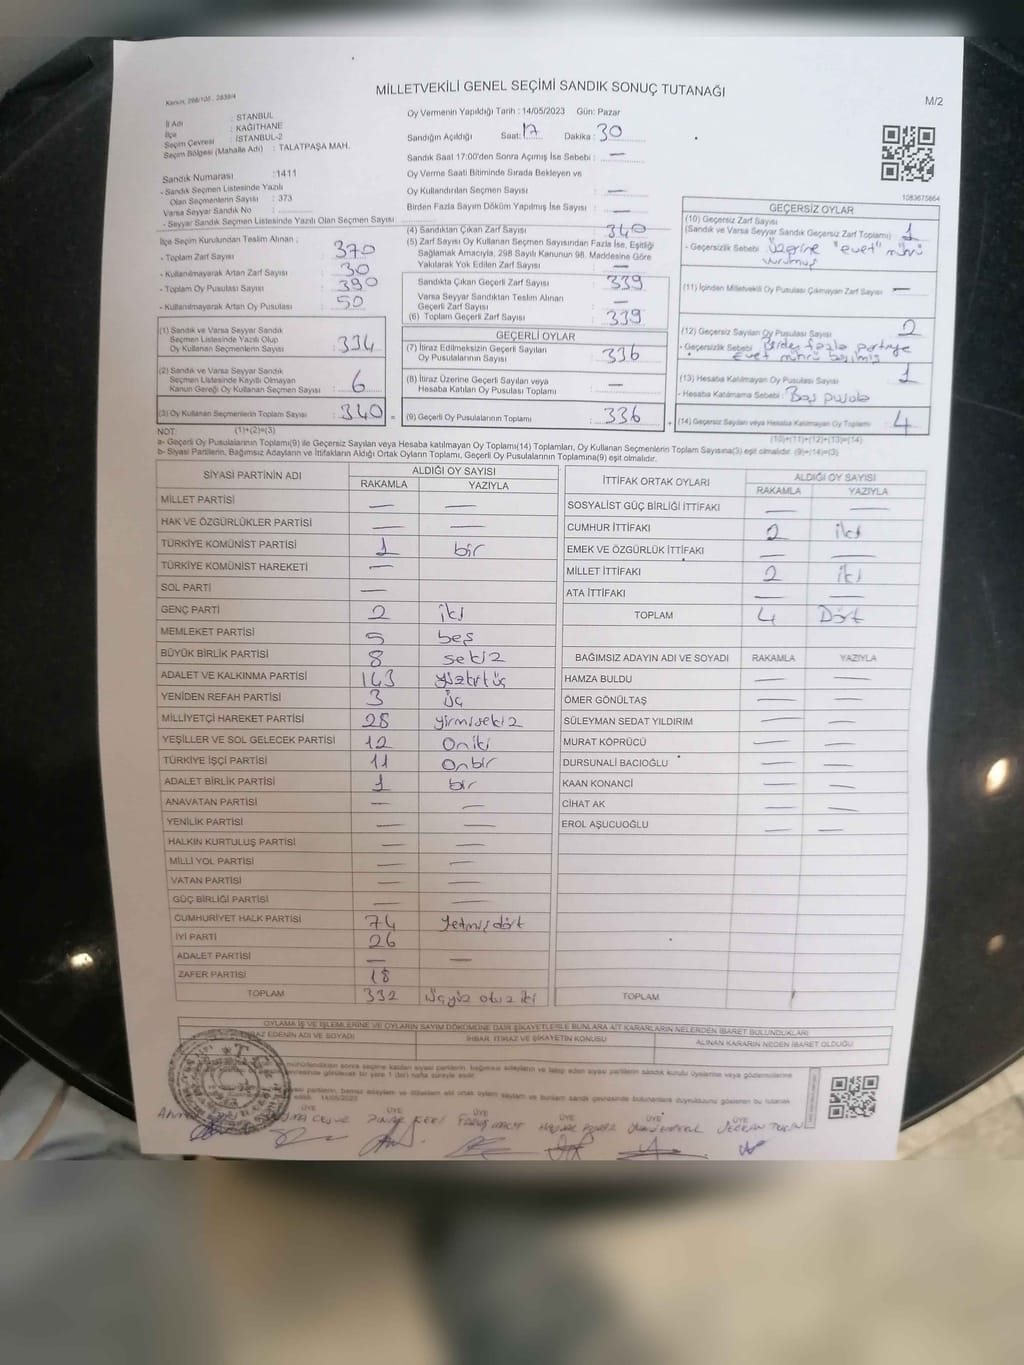 MİLLETVEKİLİ GENEL SEÇİMİ SANDIK SONUÇ TUTANAĞI
M/2
İl Adı : İSTANBUL
İlçe : KAĞITHANE
Seçim Çevresi : İSTANBUL-2
Seçim Bölgesi (Mahalle Adı) : TALATPAŞA MAH.
Sandık Numarası :1411
- Sandık Seçmen Listesinde Yazılı
Olan Seçmenlerin Sayısı : 373
Varsa Seyyar Sandık No :
- Seyyar Sandık Seçmen Listesinde Yazılı Olan Seçmen Sayısı
Oy Vermenin Yapıldığı Tarih : 14/05/2023 Gün: Pazar
Sandığın Açıldığı Saat: 17 Dakika : 30
Sandık Saat 17:00'den Sonra Açımış İse Sebebi : —
Oy Verme Saati Bitiminde Sırada Bekleyen ve
Oy Kullandırılan Seçmen Sayısı : —
Birden Fazla Sayım Döküm Yapılmış İse Sayısı : —
1083675864
İlçe Seçim Kurulundan Teslim Alınan ;
- Toplam Zarf Sayısı : 370
- Kullanılmayarak Artan Zarf Sayısı : 30
- Toplam Oy Pusulası Sayısı : 390
- Kullanılmayarak Artan Oy Pusulası : 50
(1) Sandık ve Varsa Seyyar Sandık
Seçmen Listesinde Yazılı Olup
Oy Kullanan Seçmenlerin Sayısı : 334
(2) Sandık ve Varsa Seyyar Sandık
Seçmen Listesinde Kayıtlı Olmayan
Kanun Gereği Oy Kullanan Seçmen Sayısı : 6
(3) Oy Kullanan Seçmenlerin Toplam Sayısı : 340
(4) Sandıktan Çıkan Zarf Sayısı : 340
(5) Zarf Sayısı Oy Kullanan Seçmen Sayısından Fazla İse, Eşitliği
Sağlamak Amacıyla, 298 Sayılı Kanunun 98. Maddesine Göre
Yakılarak Yok Edilen Zarf Sayısı : —
Sandıkta Çıkan Geçerli Zarf Sayısı : 339
Varsa Seyyar Sandıktan Teslim Alınan
Geçerli Zarf Sayısı : —
(6) Toplam Geçerli Zarf Sayısı : 339
GEÇERLİ OYLAR
(7) İtiraz Edilmeksizin Geçerli Sayılan
Oy Pusulalarının Sayısı : 336
(8) İtiraz Üzerine Geçerli Sayılan veya
Hesaba Katılan Oy Pusulası Toplamı : —
(9) Geçerli Oy Pusulalarının Toplamı : 336
GEÇERSİZ OYLAR
(10) Geçersiz Zarf Sayısı
(Sandık ve Varsa Seyyar Sandık Geçersiz Zarf Toplamı) : 1
- Geçersizlik Sebebi : üzerine "evet" mührü
vurulmuş
(11) İçinden Milletvekili Oy Pusulası Çıkmayan Zarf Sayısı —
(12) Geçersiz Sayılan Oy Pusulası Sayısı : 2
- Geçersizlik Sebebi : Birden fazla partiye
Evet mührü basılmış
(13) Hesaba Katılmayan Oy Pusulası Sayısı : 1
- Hesaba Katılmama Sebebi : Boş pusula
(14) Geçersiz Sayılan veya Hesaba Katılmayan Oy Toplamı : 4
NOT: (1)+(2)=(3)
(10)+(11)+(12)+(13)=(14)
a- Geçerli Oy Pusulalarının Toplamı(9) ile Geçersiz Sayılan veya Hesaba katılmayan Oy Toplamı(14) Toplamları, Oy Kullanan Seçmenlerin Toplam Sayısına(3) eşit olmalıdır. (9)+(14)=(3)
b- Siyasi Partilerin, Bağımsız Adayların ve İttifakların Aldığı Ortak Oyların Toplamı, Geçerli Oy Pusulalarının Toplamına(9) eşit olmalıdır.
SİYASİ PARTİNİN ADI ALDIĞI OY SAYISI
RAKAMLA YAZIYLA
MİLLET PARTİSİ — —
HAK VE ÖZGÜRLÜKLER PARTİSİ — —
TÜRKİYE KOMÜNİST PARTİSİ 1 bir
TÜRKİYE KOMÜNİST HAREKETİ —
SOL PARTİ —
GENÇ PARTİ 2 iki
MEMLEKET PARTİSİ 5 beş
BÜYÜK BİRLİK PARTİSİ 8 sekiz
ADALET VE KALKINMA PARTİSİ 143
YENİDEN REFAH PARTİSİ 3 üç
MİLLİYETÇİ HAREKET PARTİSİ 28 yirmisekiz
YEŞİLLER VE SOL GELECEK PARTİSİ 12 Oniki
TÜRKİYE İŞÇİ PARTİSİ 11 Onbir
ADALET BİRLİK PARTİSİ 1 bir
ANAVATAN PARTİSİ — —
YENİLİK PARTİSİ — —
HALKIN KURTULUŞ PARTİSİ — —
MİLLİ YOL PARTİSİ — —
VATAN PARTİSİ — —
GÜÇ BİRLİĞİ PARTİSİ — —
CUMHURİYET HALK PARTİSİ 74 Yetmişdört
İYİ PARTİ 26
ADALET PARTİSİ — —
ZAFER PARTİSİ 18
TOPLAM 332 Üçyüz otuz iki
İTTİFAK ORTAK OYLARI ALDIĞI OY SAYISI
RAKAMLA YAZIYLA
SOSYALİST GÜÇ BİRLİĞİ İTTİFAKI — —
CUMHUR İTTİFAKI 2 iki
EMEK VE ÖZGÜRLÜK İTTİFAKI — —
MİLLET İTTİFAKI 2 iki
ATA İTTİFAKI — —
TOPLAM 4 Dört
BAĞIMSIZ ADAYIN ADI VE SOYADI RAKAMLA YAZIYLA
HAMZA BULDU — —
ÖMER GÖNÜLTAŞ — —
SÜLEYMAN SEDAT YILDIRIM — —
MURAT KÖPRÜCÜ — —
DURSUNALİ BACIOĞLU — —
KAAN KONANCİ — —
CİHAT AK — —
EROL AŞUCUOĞLU — —
TOPLAM
OYLAMA İŞ VE İŞLEMLERİNE VE OYLARIN SAYIM DÖKÜMÜNE DAİR ŞİKAYETLERLE BUNLARA AİT KARARLARIN NELERDEN İBARET BULUNDUKLARI
EDENİN ADI VE SOYADI İHBAR, İTİRAZ VE ŞİKAYETİN KONUSU ALINAN KARARIN NEDEN İBARET OLDUĞU
14/05/2023
ÜYE ÜYE ÜYE ÜYE ÜYE ÜYE